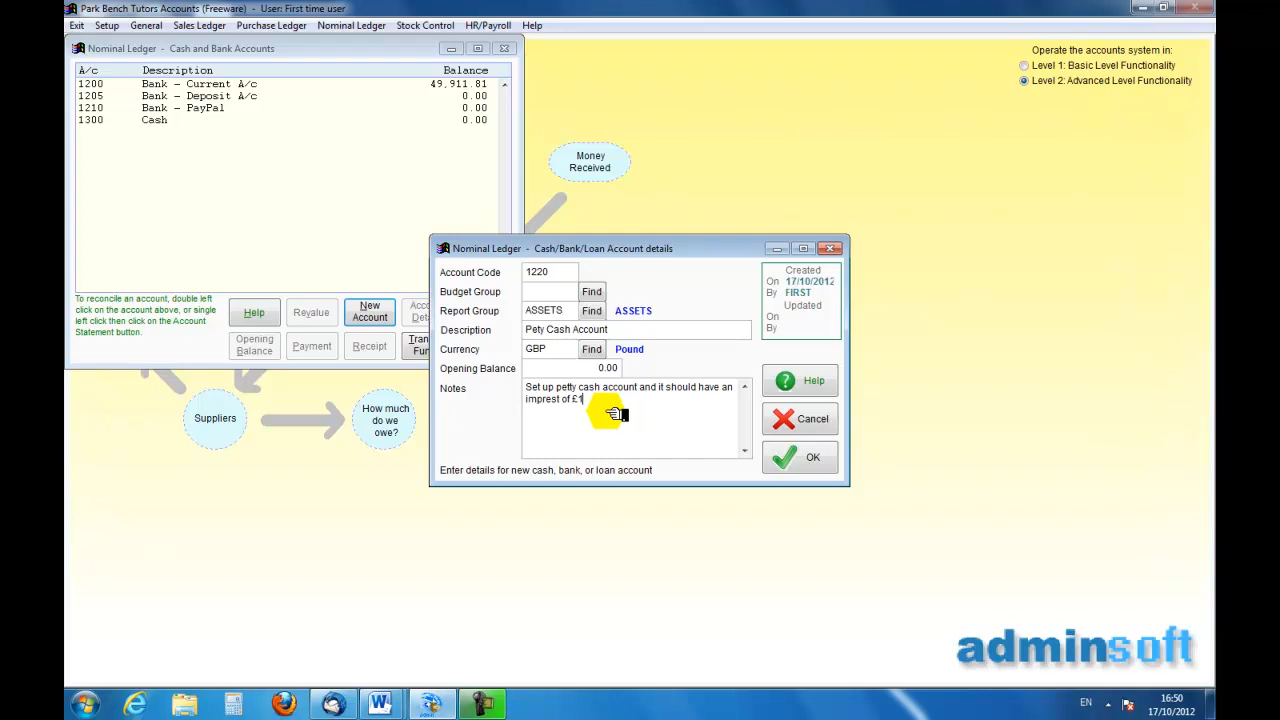 Park Bench Tutors Accounts (Freeware) - User: First time user
Exit Setup General Sales Ledger Purchase Ledger Nominal Ledger Stock Control HR/Payroll Help
Nominal Ledger - Cash and Bank Accounts
A/c Description Balance
1200 Bank - Current A/c 49,911.81
1205 Bank - Deposit A/c 0.00
1210 Bank - PayPal 0.00
1300 Cash 0.00
To reconcile an account, double left
click on the account above, or single
left click then click on the Account
Statement button.
Help
Revalue
New
Account
Opening
Balance
Payment
Receipt
Operate the accounts system in:
Level 1: Basic Level Functionality
Level 2: Advanced Level Functionality
Money
Received
Nominal Ledger - Cash/Bank/Loan Account details
Account Code 1220
Budget Group Find
Report Group ASSETS Find ASSETS
Description Pety Cash Account
Currency GBP Find Pound
Opening Balance 0.00
Notes Set up petty cash account and it should have an
imprest of £1
Enter details for new cash, bank, or loan account
Created
On 17/10/2012
By FIRST
Updated
On
By
Help
Cancel
OK
Suppliers
How much
do we
owe?
adminsoft
EN
16:50
17/10/2012